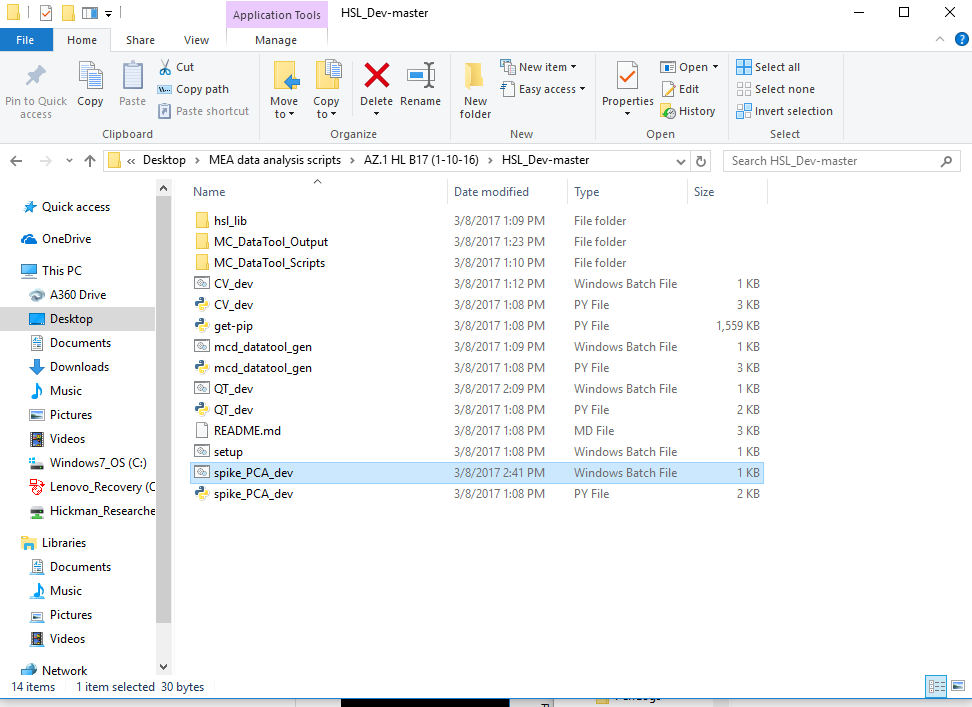 Application Tools HSL_Dev-master
File Home Share View Manage
Pin to Quick access
Copy
Paste
Cut
Copy path
Paste shortcut
Clipboard
Move to
Copy to
Delete
Rename
Organize
New folder
New item
Easy access
New
Properties
Open
Edit
History
Open
Select all
Select none
Invert selection
Select
« Desktop > MEA data analysis scripts > AZ.1 HL B17 (1-10-16) > HSL_Dev-master
Search HSL_Dev-master
Quick access
OneDrive
This PC
A360 Drive
Desktop
Documents
Downloads
Music
Pictures
Videos
Windows7_OS (C:)
Lenovo_Recovery (
Hickman_Researche
Libraries
Documents
Music
Pictures
Videos
Network
Name Date modified Type Size
hsl_lib 3/8/2017 1:09 PM File folder
MC_DataTool_Output 3/8/2017 1:23 PM File folder
MC_DataTool_Scripts 3/8/2017 1:10 PM File folder
CV_dev 3/8/2017 1:12 PM Windows Batch File 1 KB
CV_dev 3/8/2017 1:08 PM PY File 3 KB
get-pip 3/8/2017 1:08 PM PY File 1,559 KB
mcd_datatool_gen 3/8/2017 1:09 PM Windows Batch File 1 KB
mcd_datatool_gen 3/8/2017 1:08 PM PY File 3 KB
QT_dev 3/8/2017 2:09 PM Windows Batch File 1 KB
QT_dev 3/8/2017 1:08 PM PY File 2 KB
README.md 3/8/2017 1:08 PM MD File 3 KB
setup 3/8/2017 1:08 PM Windows Batch File 1 KB
spike_PCA_dev 3/8/2017 2:41 PM Windows Batch File 1 KB
spike_PCA_dev 3/8/2017 1:08 PM PY File 2 KB
14 items 1 item selected 30 bytes